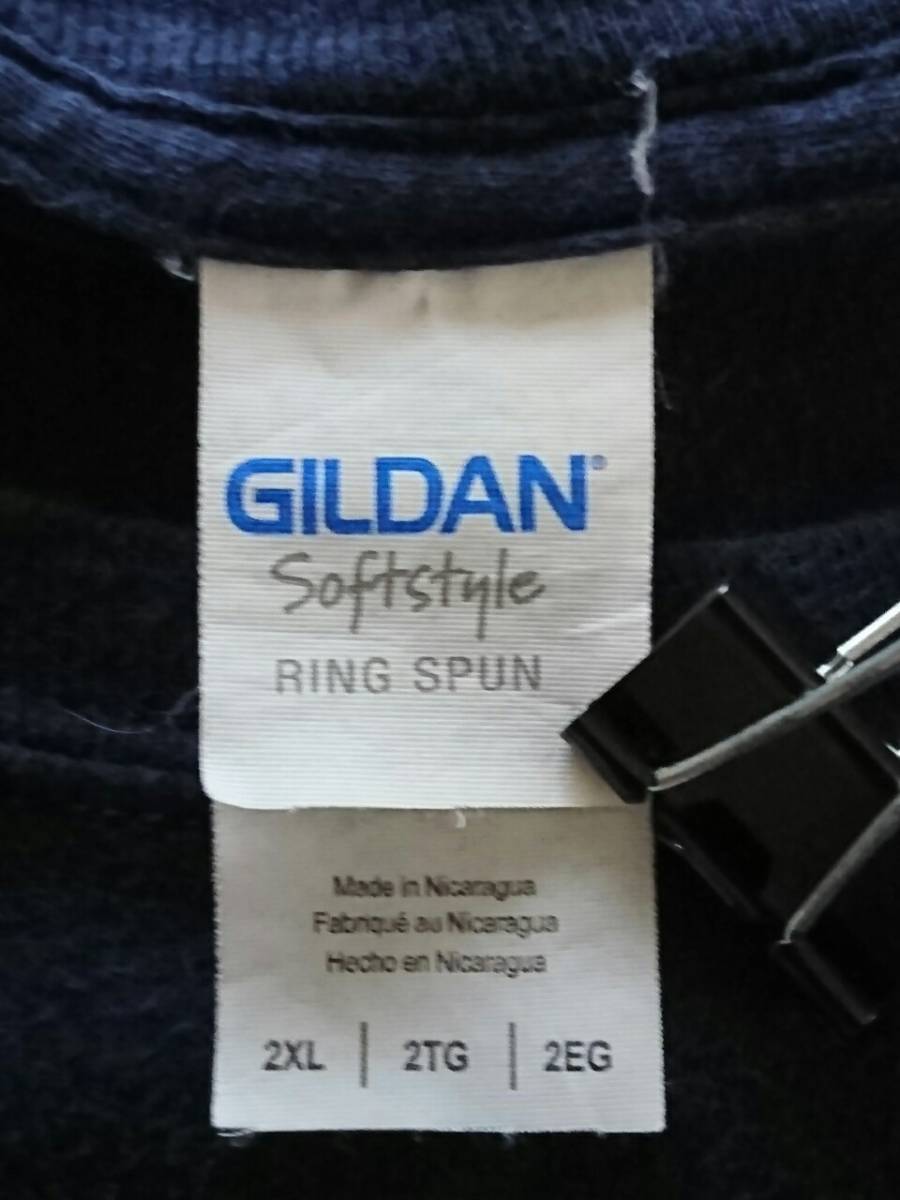 GILDAN®
Softstyle
RING SPUN
Made in Nicaragua
Fabriqué au Nicaragua
Hecho en Nicaragua
2XL | 2TG | 2EG